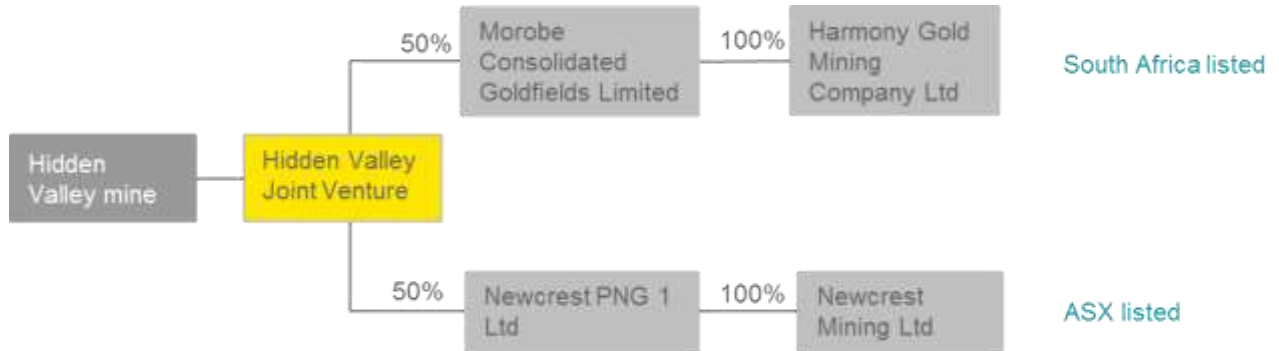 50%
Morobe
Consolidated
Goldfields Limited
100%
Harmony Gold
Mining
Company Ltd
South Africa listed
Hidden
Valley mine
Hidden Valley
Joint Venture
50%
Newcrest PNG 1
Ltd
100%
Newcrest
Mining Ltd
ASX listed